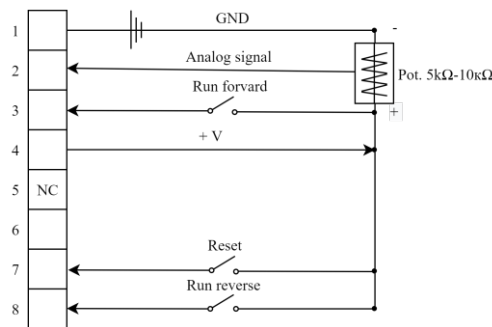 GND
-
1
Analog signal
2
Pot. 5kΩ-10кΩ
Run forvard
3
+
+ V
4
5 NC
6
Reset
7
Run reverse
8